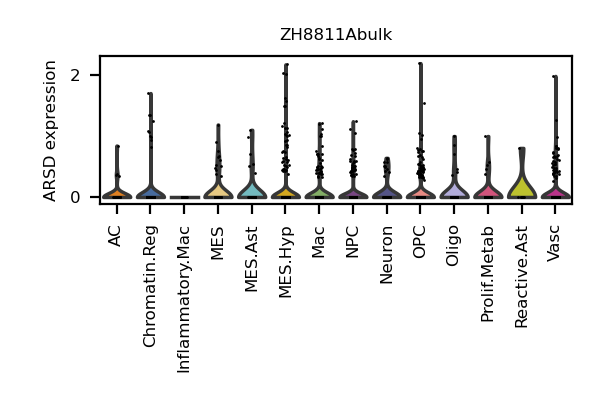 ZH8811Abulk
ARSD expression
2
0
AC
Chromatin.Reg
Inflammatory.Mac
MES
MES.Ast
MES.Hyp
Mac
NPC
Neuron
OPC
Oligo
Prolif.Metab
Reactive.Ast
Vasc